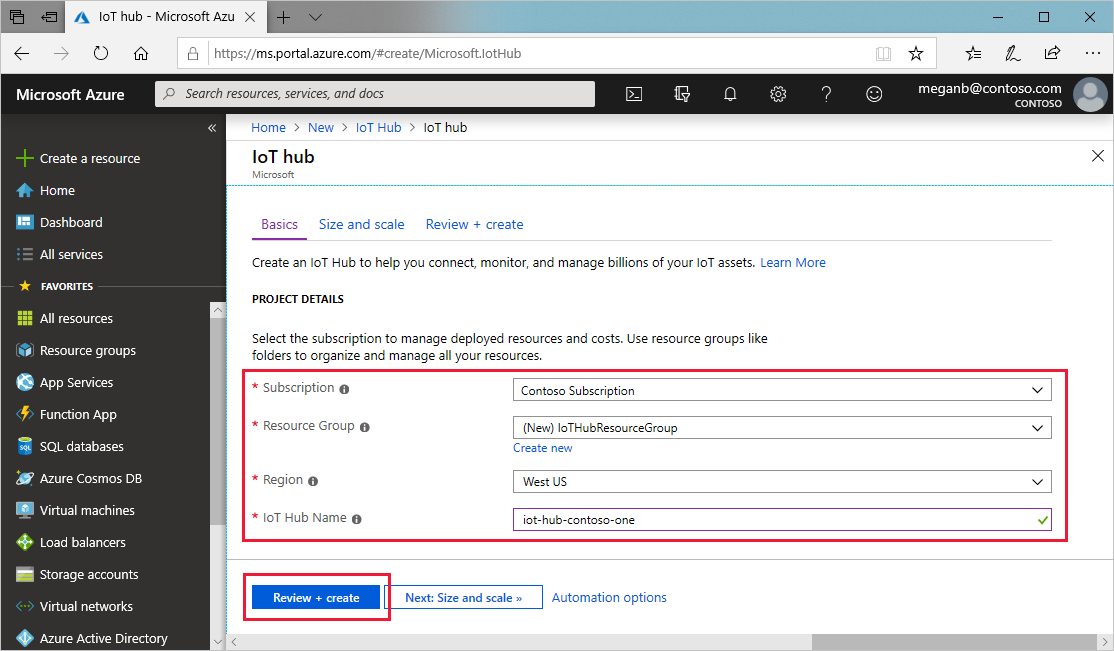 IoT hub - Microsoft Azu
https://ms.portal.azure.com/#create/Microsoft.IotHub
Microsoft Azure
Search resources, services, and docs
meganb@contoso.com
CONTOSO
Create a resource
Home
Dashboard
All services
FAVORITES
All resources
Resource groups
App Services
Function App
SQL databases
Azure Cosmos DB
Virtual machines
Load balancers
Storage accounts
Virtual networks
Azure Active Directory
Home > New > IoT Hub > IoT hub
IoT hub
Microsoft
Basics Size and scale Review + create
Create an IoT Hub to help you connect, monitor, and manage billions of your IoT assets. Learn More
PROJECT DETAILS
Select the subscription to manage deployed resources and costs. Use resource groups like
folders to organize and manage all your resources.
* Subscription Contoso Subscription
* Resource Group (New) IoTHubResourceGroup
Create new
* Region West US
* IoT Hub Name iot-hub-contoso-one
Review + create Next: Size and scale » Automation options